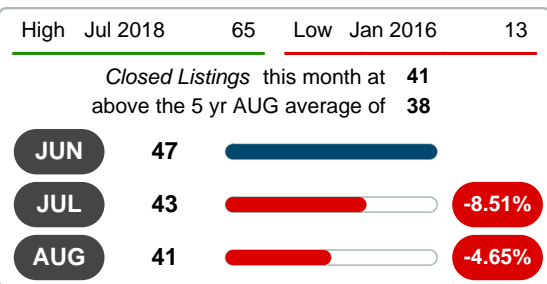 High Jul 2018 65 Low Jan 2016 13
Closed Listings this month at 41
above the 5 yr AUG average of 38
JUN 47
JUL 43 -8.51%
AUG 41 -4.65%